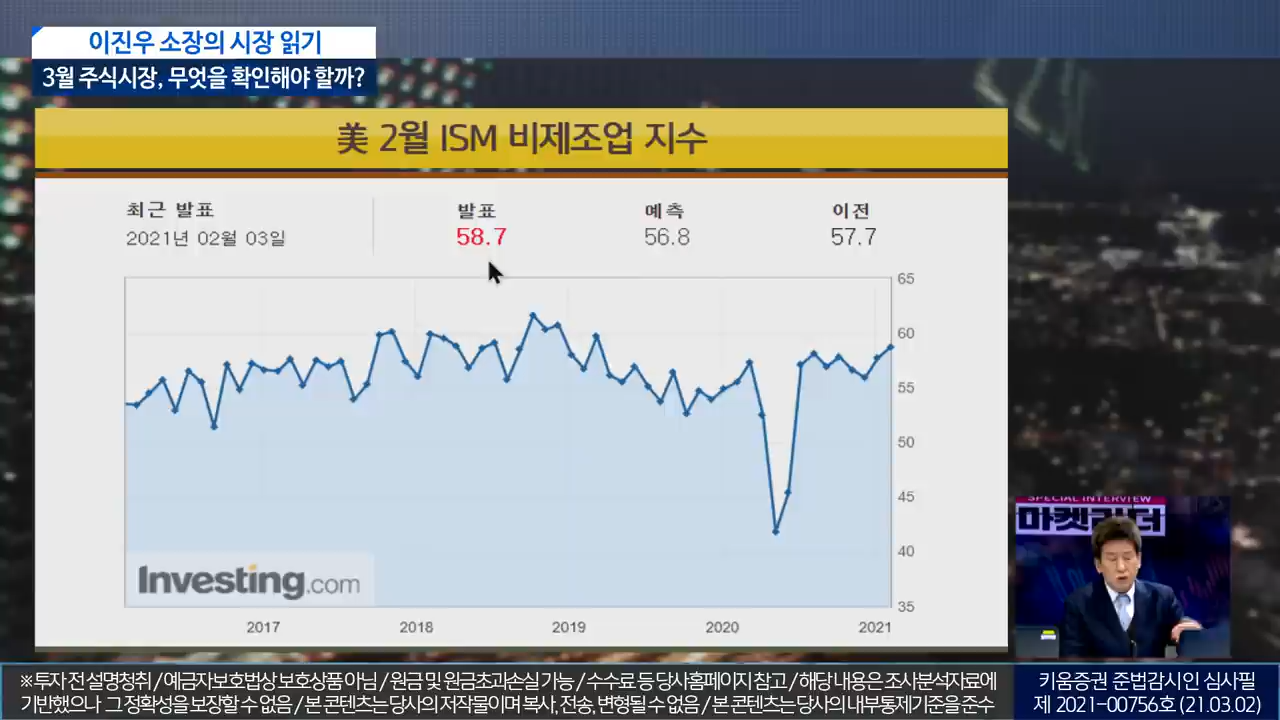 이진우 소장의 시장 읽기
3월 주식시장, 무엇을 확인해야 할까?
美 2월 ISM 비제조업 지수
최근 발표 발표 예측 이전
2021년 02월 03일 58.7 56.8 57.7
65
60
55
50
45
40
35
Investing.com
2017 2018 2019 2020 2021
SPECIAL INTERVIEW
마켓리더
※투자 전 설명청취 / 예금자보호법상 보호상품 아님 / 원금 및 원금초과손실 가능 / 수수료 등 당사홈페이지 참고 / 해당 내용은 조사분석자료에
기반했으나 그 정확성을 보장할 수 없음 / 본 콘텐츠는 당사의 저작물이며 복사, 전송, 변형될 수 없음 / 본 콘텐츠는 당사의 내부통제기준을 준수
키움증권 준법감시인 심사필
제 2021-00756호 (21.03.02)